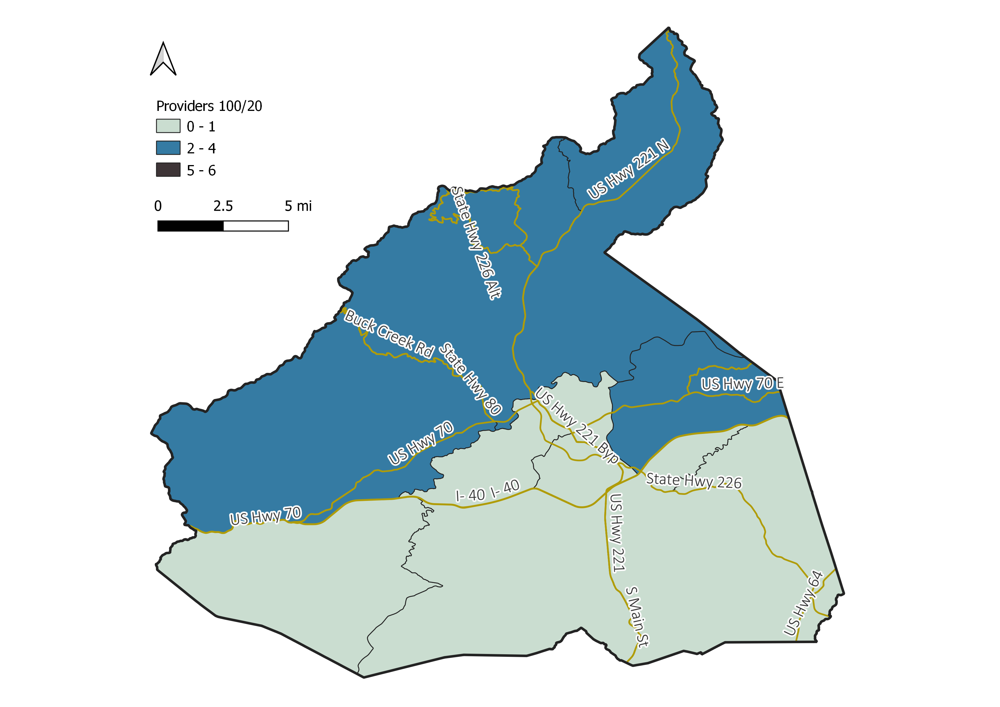 Providers 100/20
0 - 1
2 - 4
5 - 6
0 2.5 5 mi
US Hwy 221 N
State Hwy 226 Alt
Buck Creek Rd
State Hwy 80
US Hwy 70 E
US Hwy 221 Byp
US Hwy 70
State Hwy 226
I- 40 I- 40
US Hwy 70
US Hwy 221
US Hwy 64
S Main St